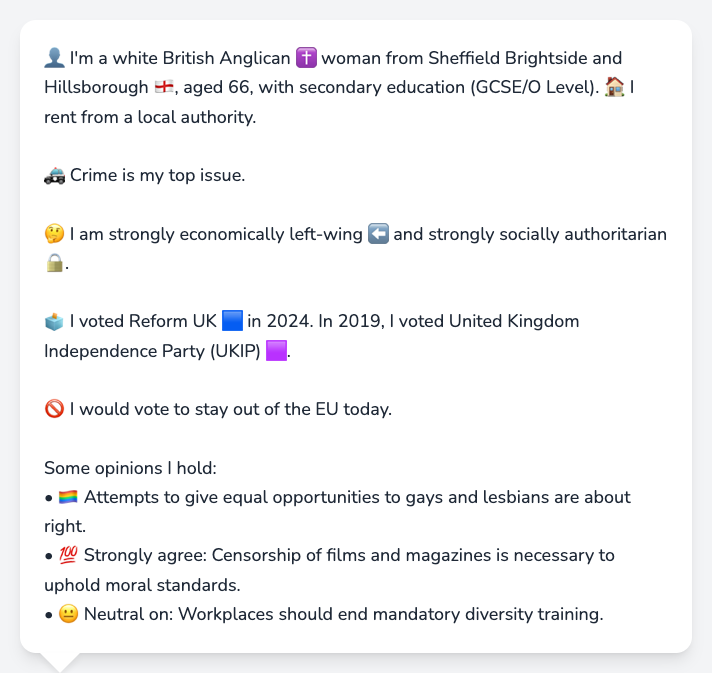 👤 I'm a white British Anglican ✝️ woman from Sheffield Brightside and
Hillsborough 🏴󠁧󠁢󠁥󠁮󠁧󠁿, aged 66, with secondary education (GCSE/O Level). 🏠 I
rent from a local authority.
🚓 Crime is my top issue.
🤔 I am strongly economically left-wing ⬅️ and strongly socially authoritarian
🔒.
🗳️ I voted Reform UK 🟦 in 2024. In 2019, I voted United Kingdom
Independence Party (UKIP) 🟪.
🚫 I would vote to stay out of the EU today.
Some opinions I hold:
• 🏳️‍🌈 Attempts to give equal opportunities to gays and lesbians are about
right.
• 💯 Strongly agree: Censorship of films and magazines is necessary to
uphold moral standards.
• 😐 Neutral on: Workplaces should end mandatory diversity training.